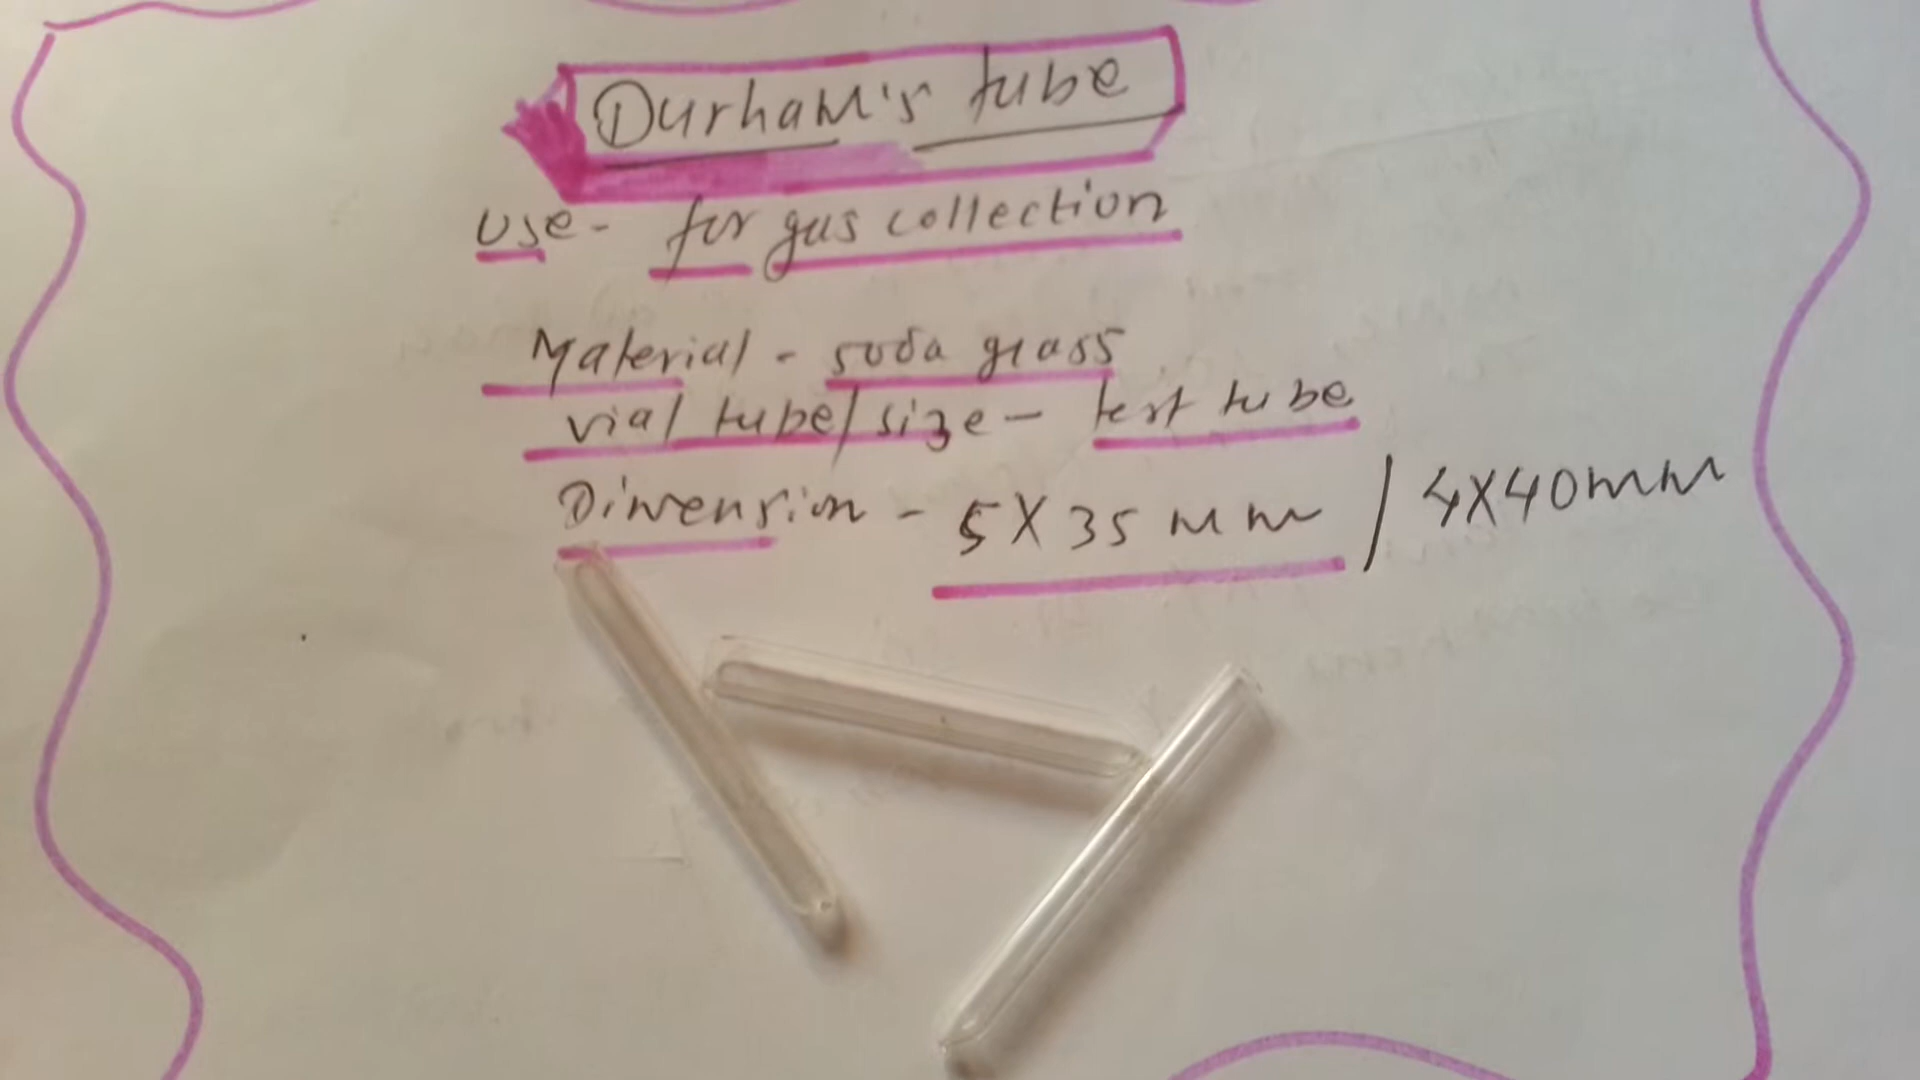 Durham's tube
Use - for gas collection
Material - soda glass
vial tube/size - test tube
Dimension - 5X35 mm / 4X40mm